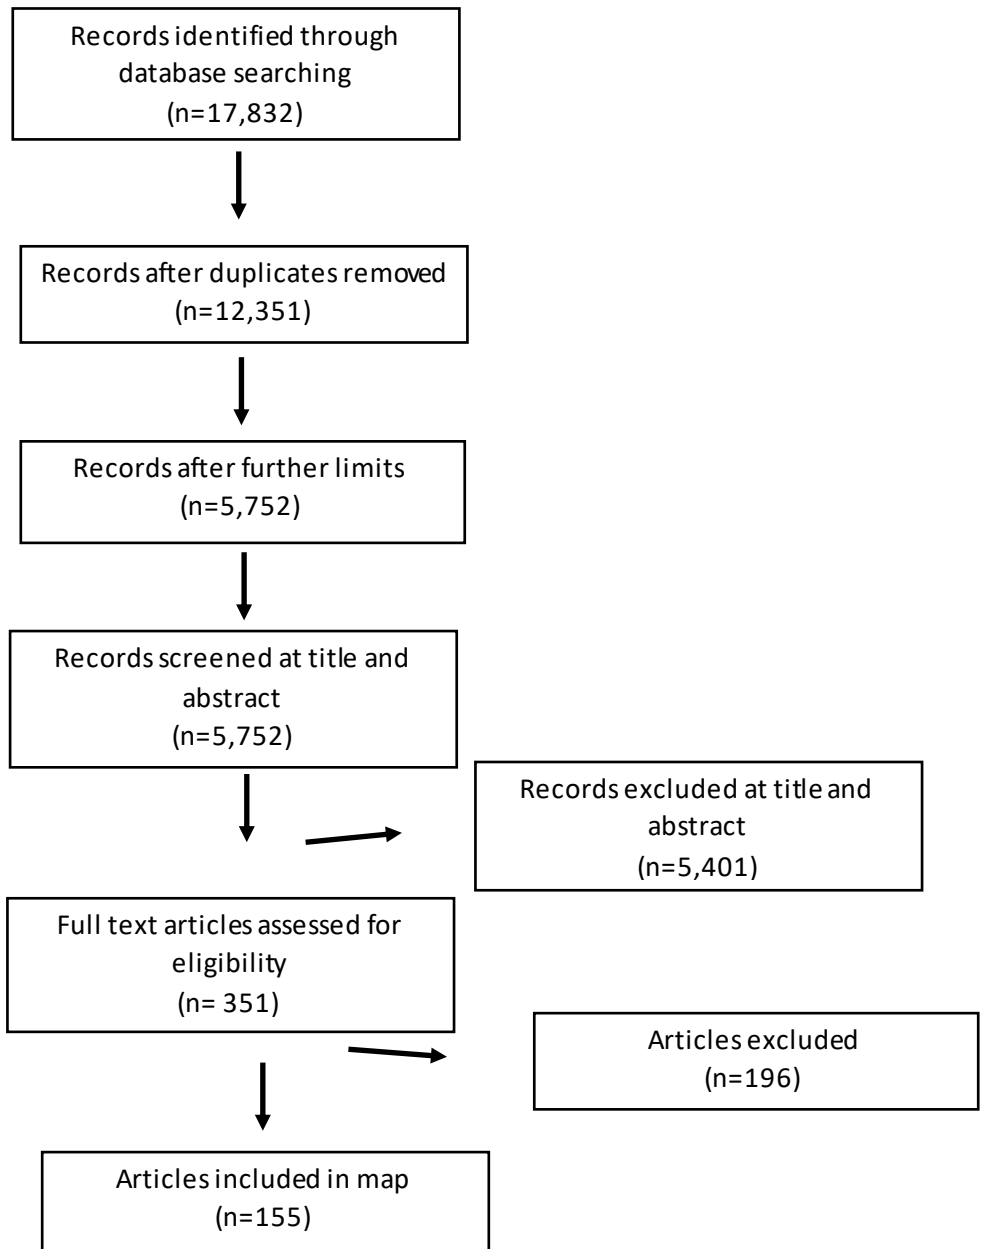 Records identified through
database searching
(n=17,832)
Records after duplicates removed
(n=12,351)
Records after further limits
(n=5,752)
Records screened at title and
abstract
(n=5,752)
Records excluded at title and
abstract
(n=5,401)
Full text articles assessed for
eligibility
(n= 351)
Articles excluded
(n=196)
Articles included in map
(n=155)